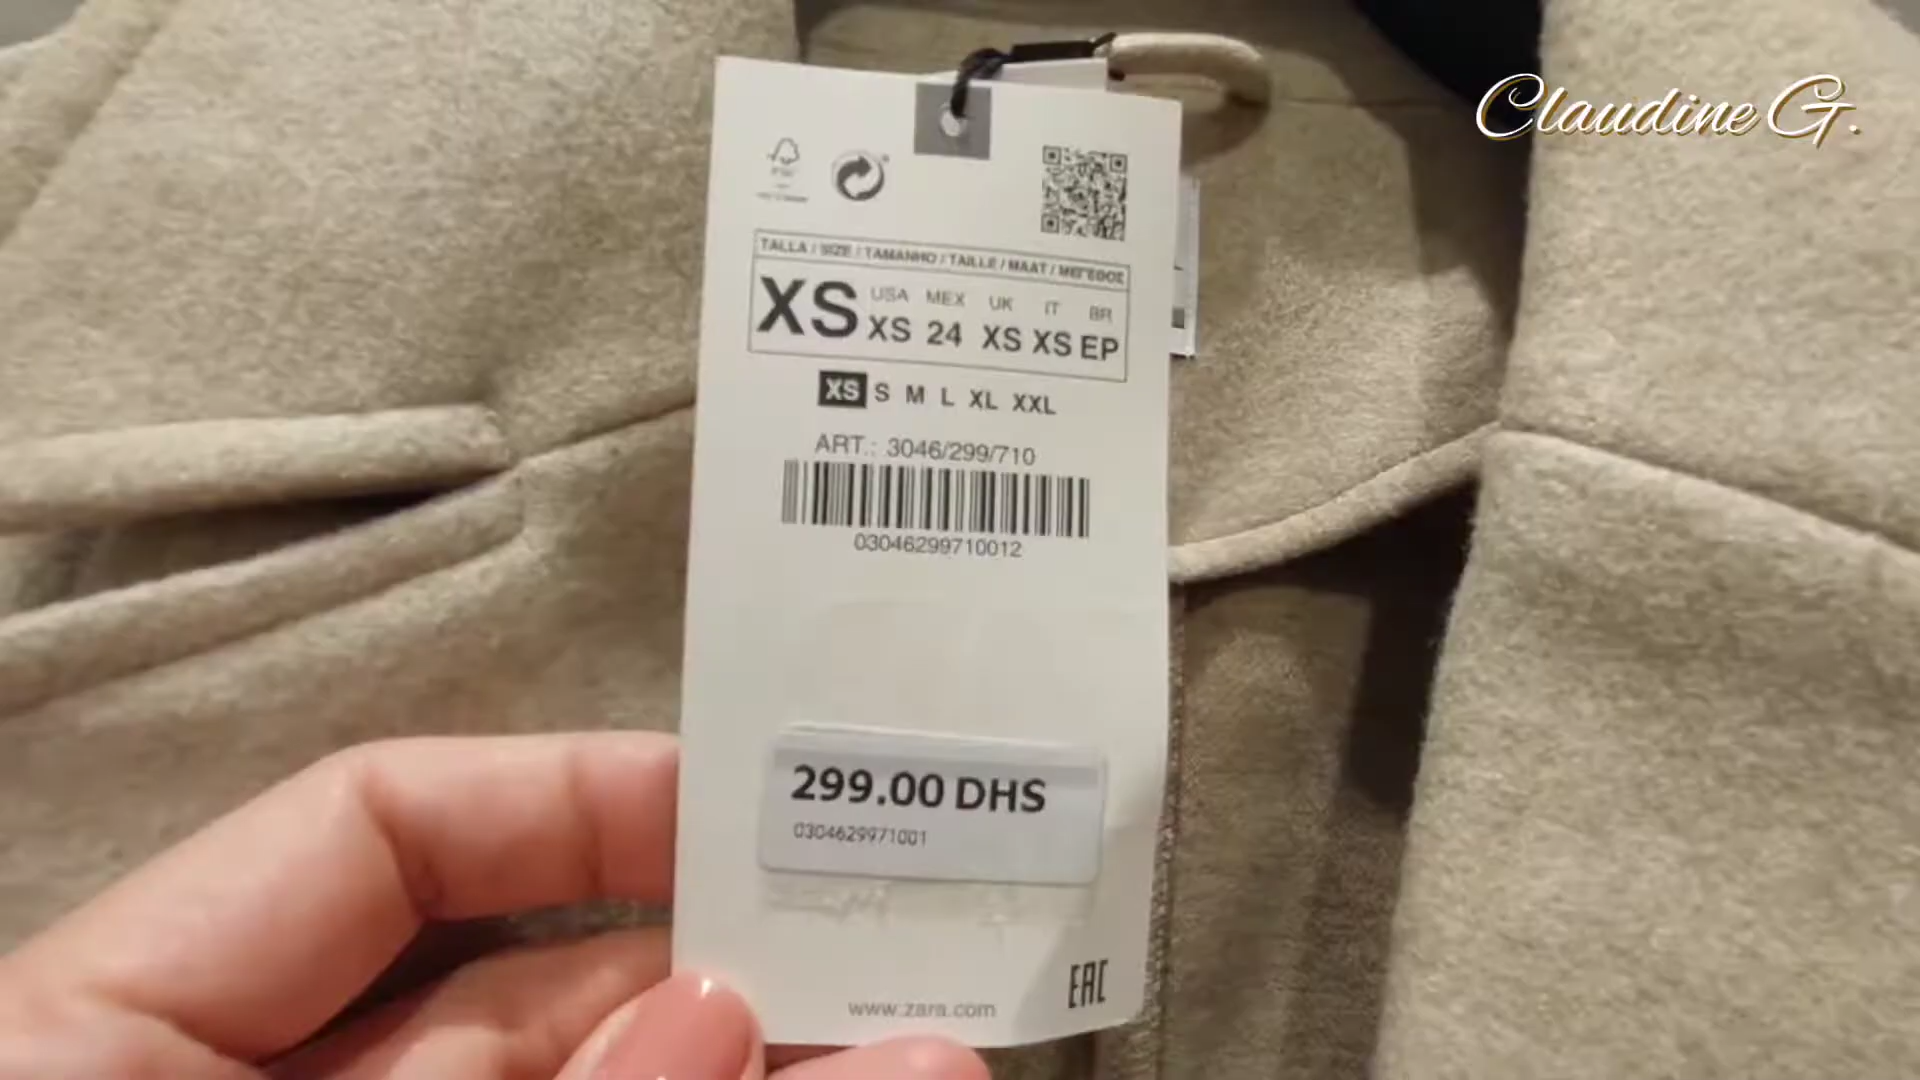 Claudine G.
TALLA / SIZE / TAMANHO / TAILLE / MAAT / ΜΕΓΕΘΟΣ
XS
USA MEX UK IT BR
XS 24 XS XS EP
XS S M L XL XXL
ART.: 3046/299/710
03046299710012
299.00 DHS
0304629971001
www.zara.com
EAC